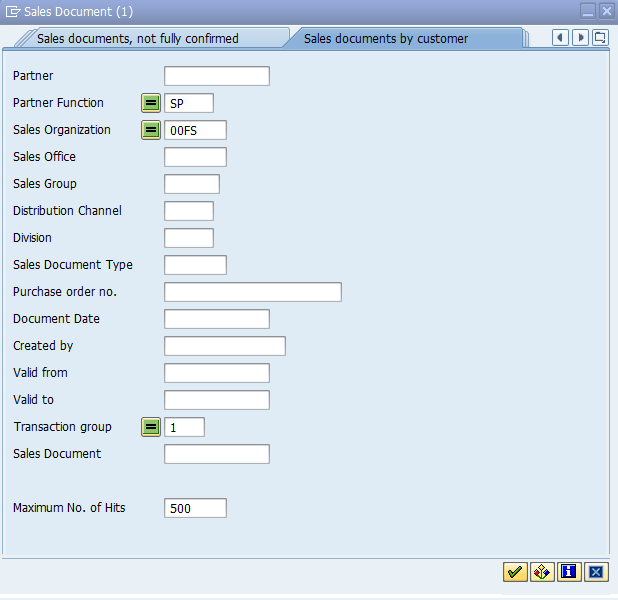 Sales Document (1)
Sales documents, not fully confirmed
Sales documents by customer
Partner
Partner Function = SP
Sales Organization = 00FS
Sales Office
Sales Group
Distribution Channel
Division
Sales Document Type
Purchase order no.
Document Date
Created by
Valid from
Valid to
Transaction group = 1
Sales Document
Maximum No. of Hits 500